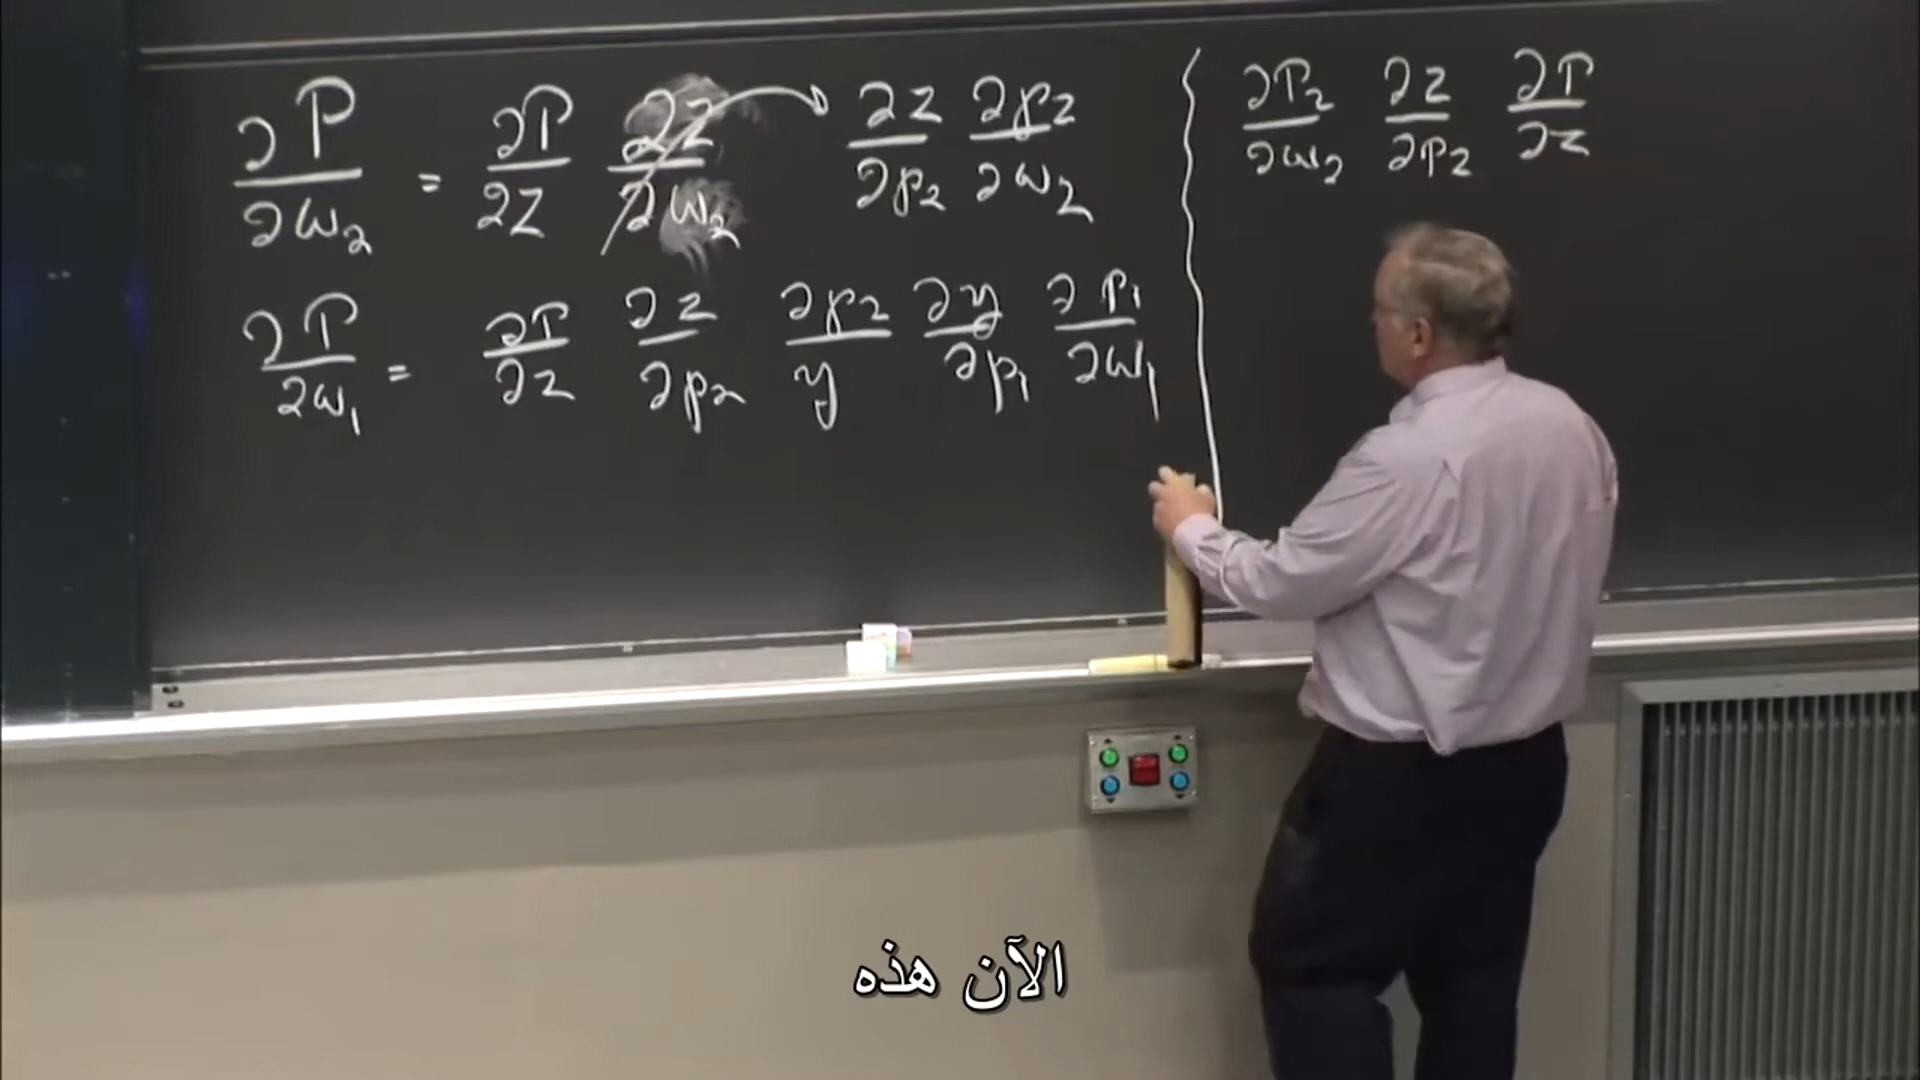 ∂P/∂w₂ = ∂P/∂z ∂z/∂w₂ ∂z/∂p₂ ∂p₂/∂w₂
∂P/∂w₁ = ∂P/∂z ∂z/∂p₂ ∂p₂/y ∂y/∂p₁ ∂p₁/∂w₁
∂P₂/∂w₂ ∂z/∂P₂ ∂P/∂z
الآن هذه